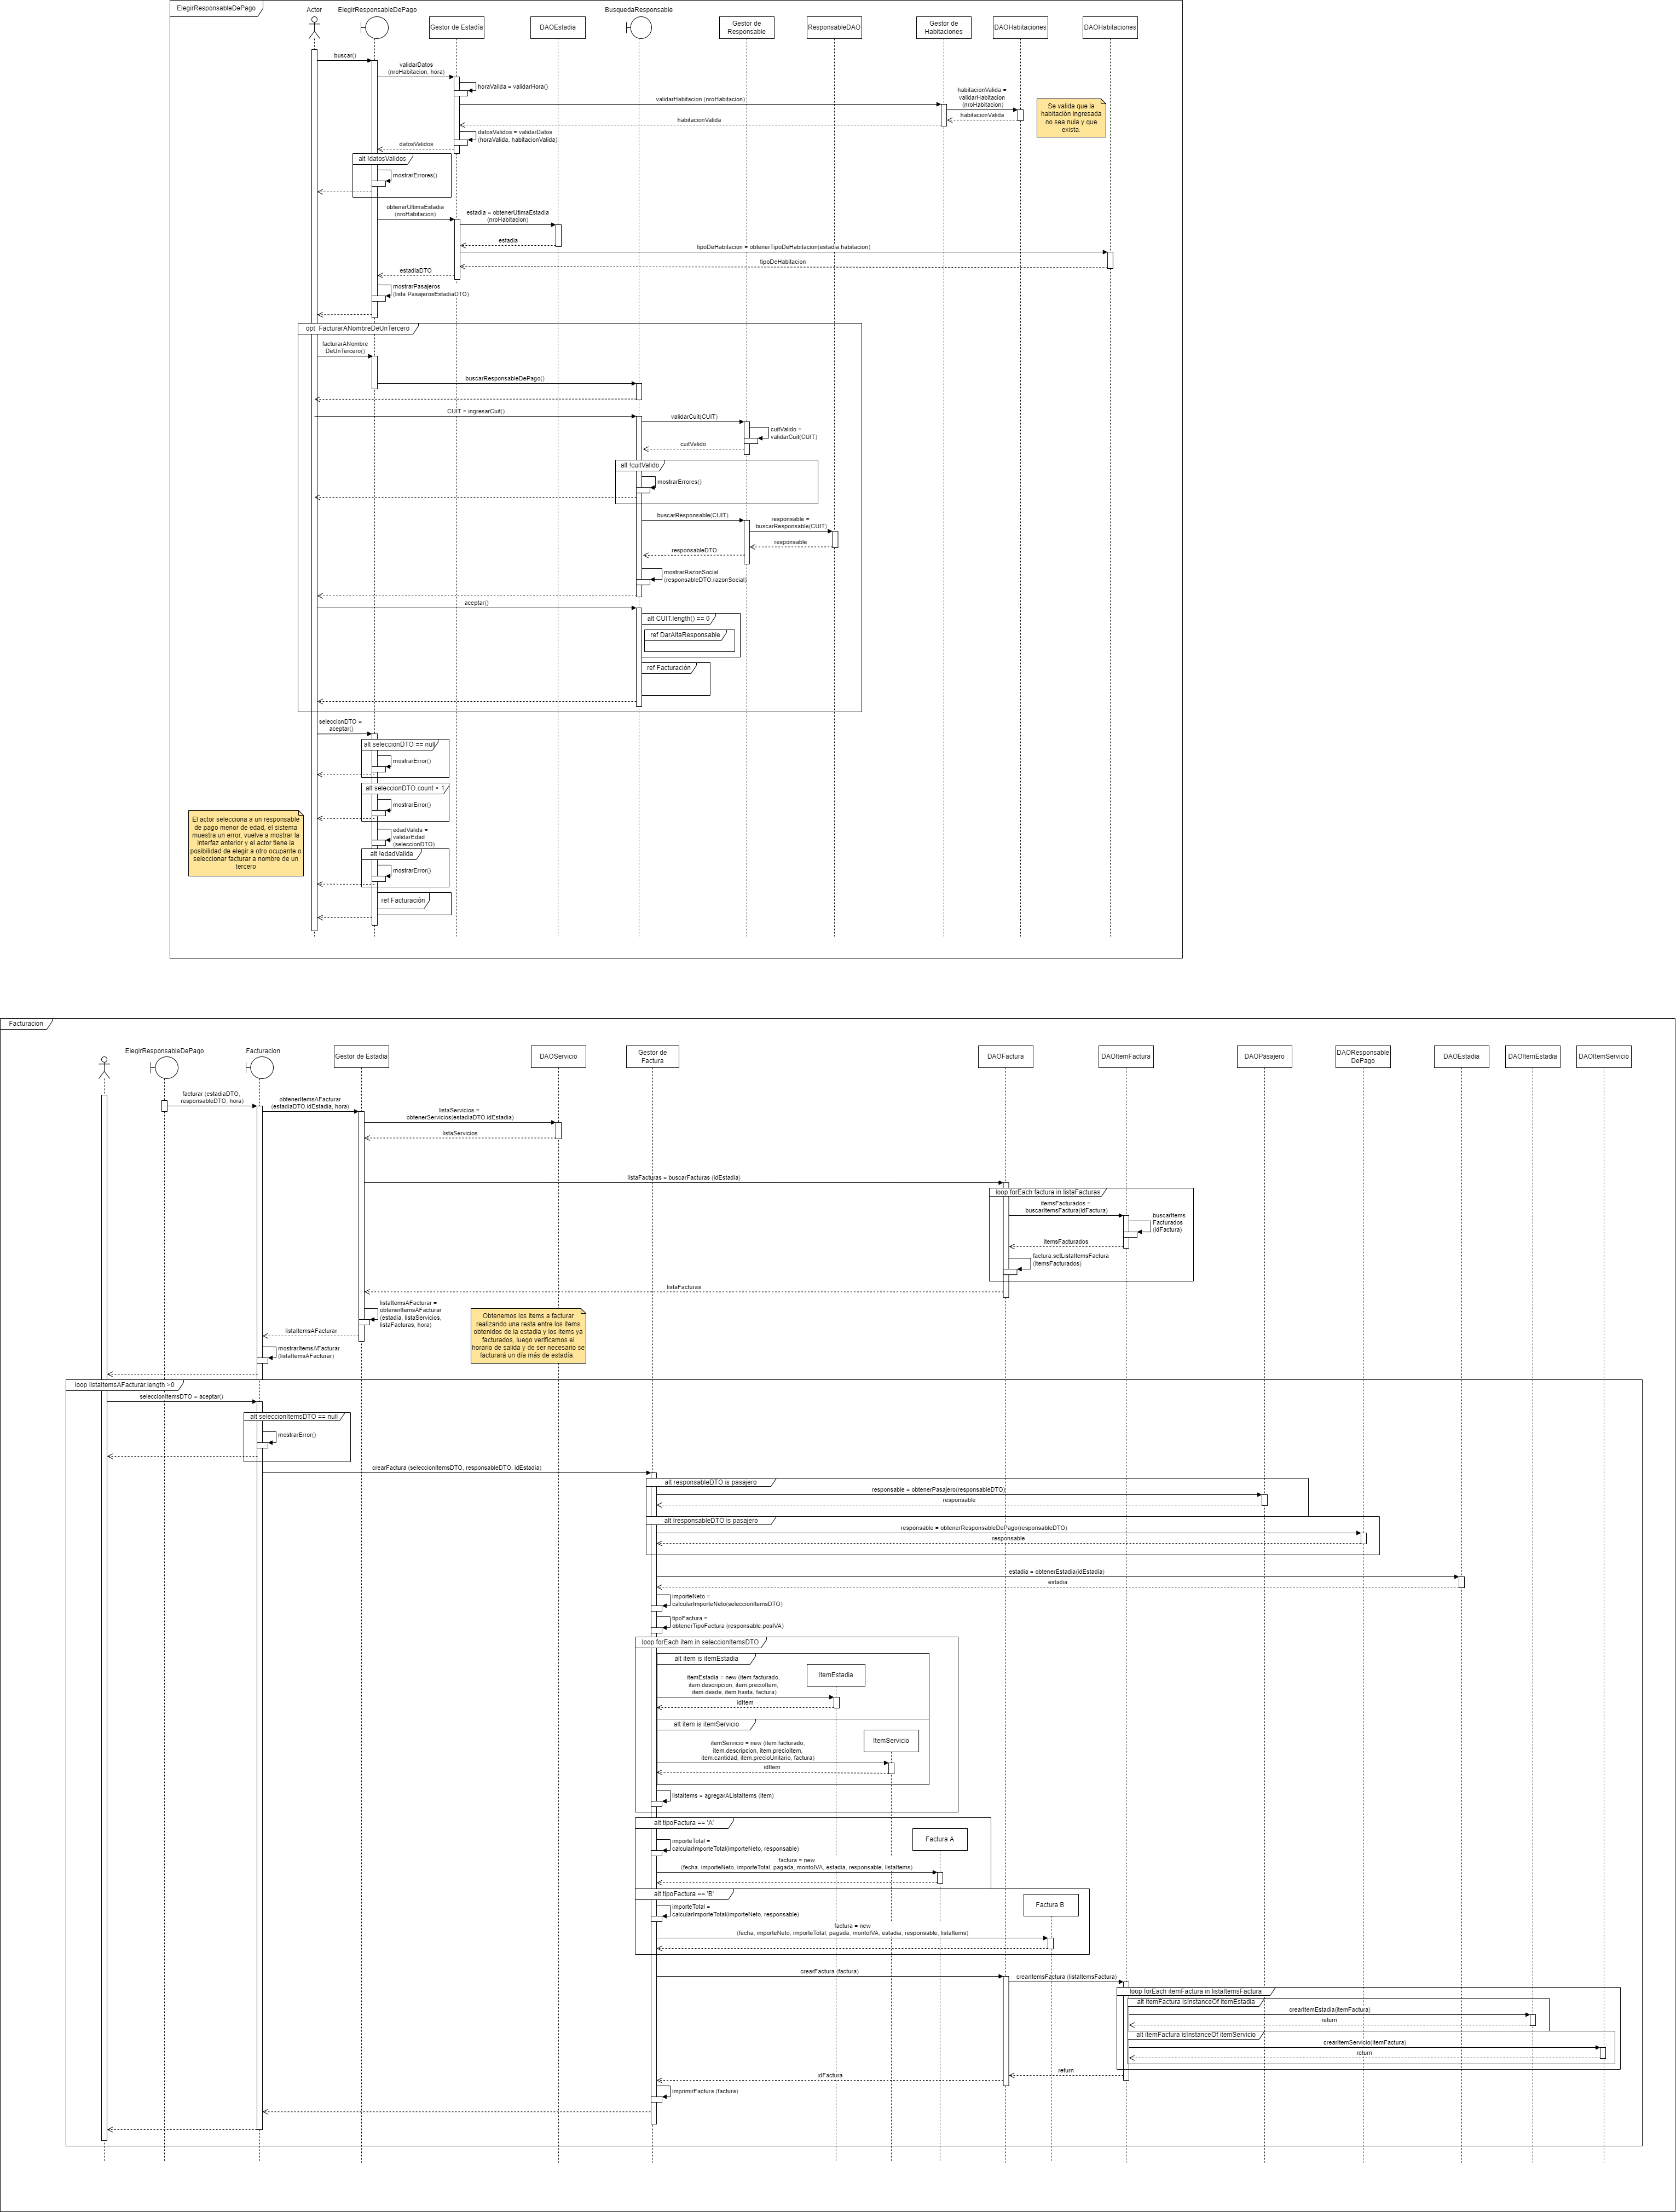 ElegirResponsableDePago
Actor
ElegirResponsableDePago
Gestor de Estadía
DAOEstadia
BusquedaResponsable
Gestor de
Responsable
ResponsableDAO
Gestor de
Habitaciones
DAOHabitaciones
DAOHabitaciones
buscar()
validarDatos
(nroHabitacion, hora)
horaValida = validarHora()
validarHabitacion (nroHabitacion)
habitacionValida =
validarHabitacion
(nroHabitacion)
habitacionValida
habitacionValida
Se valida que la
habitación ingresada
no sea nula y que
exista.
datosValidos = validarDatos
(horaValida, habitacionValida)
datosValidos
alt !datosValidos
mostrarErrores()
obtenerUltimaEstadia
(nroHabitacion)
estadia = obtenerUtimaEstadia
(nroHabitacion)
estadia
tipoDeHabitacion = obtenerTipoDeHabitacion(estadia.habitacion)
tipoDeHabitacion
estadiaDTO
mostrarPasajeros
(lista PasajerosEstadiaDTO)
opt FacturarANombreDeUnTercero
facturarANombre
DeUnTercero()
buscarResponsableDePago()
CUIT = ingresarCuit()
validarCuit(CUIT)
cuitValido =
validarCuit(CUIT)
cuitValido
alt !cuitValido
mostrarErrores()
buscarResponsable(CUIT)
responsable =
buscarResponsable(CUIT)
responsable
responsableDTO
mostrarRazonSocial
(responsableDTO.razonSocial)
aceptar()
alt CUIT.length() == 0
ref DarAltaResponsable
ref Facturación
seleccionDTO =
aceptar()
alt seleccionDTO == null
mostrarError()
alt seleccionDTO.count > 1
mostrarError()
El actor selecciona a un responsable
de pago menor de edad, el sistema
muestra un error, vuelve a mostrar la
interfaz anterior y el actor tiene la
posibilidad de elegir a otro ocupante o
seleccionar facturar a nombre de un
tercero
edadValida =
validarEdad
(seleccionDTO)
alt !edadValida
mostrarError()
ref Facturación
Facturacion
ElegirResponsableDePago
Facturacion
Gestor de Estadia
DAOServicio
Gestor de
Factura
DAOFactura
DAOItemFactura
DAOPasajero
DAOResponsable
DePago
DAOEstadia
DAOItemEstadia
DAOItemServicio
facturar (estadiaDTO,
responsableDTO, hora)
obtenerItemsAFacturar
(estadiaDTO.idEstadia, hora)
listaServicios =
obtenerServicios(estadiaDTO.idEstadia)
listaServicios
listaFacturas = buscarFacturas (idEstadia)
loop forEach factura in listaFacturas
itemsFacturados =
buscarItemsFactura(idFactura)
buscarItems
Facturados
(idFactura)
itemsFacturados
factura.setListaItemsFactura
(itemsFacturados)
listaFacturas
listaItemsAFacturar =
obtenerItemsAFacturar
(estadia, listaServicios,
listaFacturas, hora)
Obtenemos los items a facturar
realizando una resta entre los items
obtenidos de la estadia y los items ya
facturados, luego verificamos el
horario de salida y de ser necesario se
facturará un día más de estadía.
listaItemsAFacturar
mostrarItemsAFacturar
(listaItemsAFacturar)
loop listaItemsAFacturar.length >0
seleccionItemsDTO = aceptar()
alt seleccionItemsDTO == null
mostrarError()
crearFactura (seleccionItemsDTO, responsableDTO, idEstadia)
alt responsableDTO is pasajero
responsable = obtenerPasajero(responsableDTO)
responsable
alt !responsableDTO is pasajero
responsable = obtenerResponsableDePago(responsableDTO)
responsable
estadia = obtenerEstadia(idEstadia)
estadia
importeNeto =
calcularImporteNeto(seleccionItemsDTO)
tipoFactura =
obtenerTipoFactura (responsable.posIVA)
loop forEach item in seleccionItemsDTO
alt item is itemEstadia
ItemEstadia
itemEstadia = new (item.facturado,
item.descripcion, item.precioItem,
item.desde, item.hasta, factura)
idItem
alt item is itemServicio
ItemServicio
itemServicio = new (item.facturado,
item.descripcion, item.precioItem,
item.cantidad, item.precioUnitario, factura)
idItem
listaItems = agregarAListaItems (item)
alt tipoFactura == 'A'
Factura A
importeTotal =
calcularImporteTotal(importeNeto, responsable)
factura = new
(fecha, importeNeto, importeTotal, pagada, montoIVA, estadia, responsable, listaItems)
alt tipoFactura == 'B'
Factura B
importeTotal =
calcularImporteTotal(importeNeto, responsable)
factura = new
(fecha, importeNeto, importeTotal, pagada, montoIVA, estadia, responsable, listaItems)
crearFactura (factura)
crearItemsFactura (listaItemsFactura)
loop forEach itemFactura in listaItemsFactura
alt itemFactura isInstanceOf itemEstadia
crearItemEstadia(itemFactura)
return
alt itemFactura isInstanceOf itemServicio
crearItemServicio(itemFactura)
return
return
idFactura
imprimirFactura (factura)